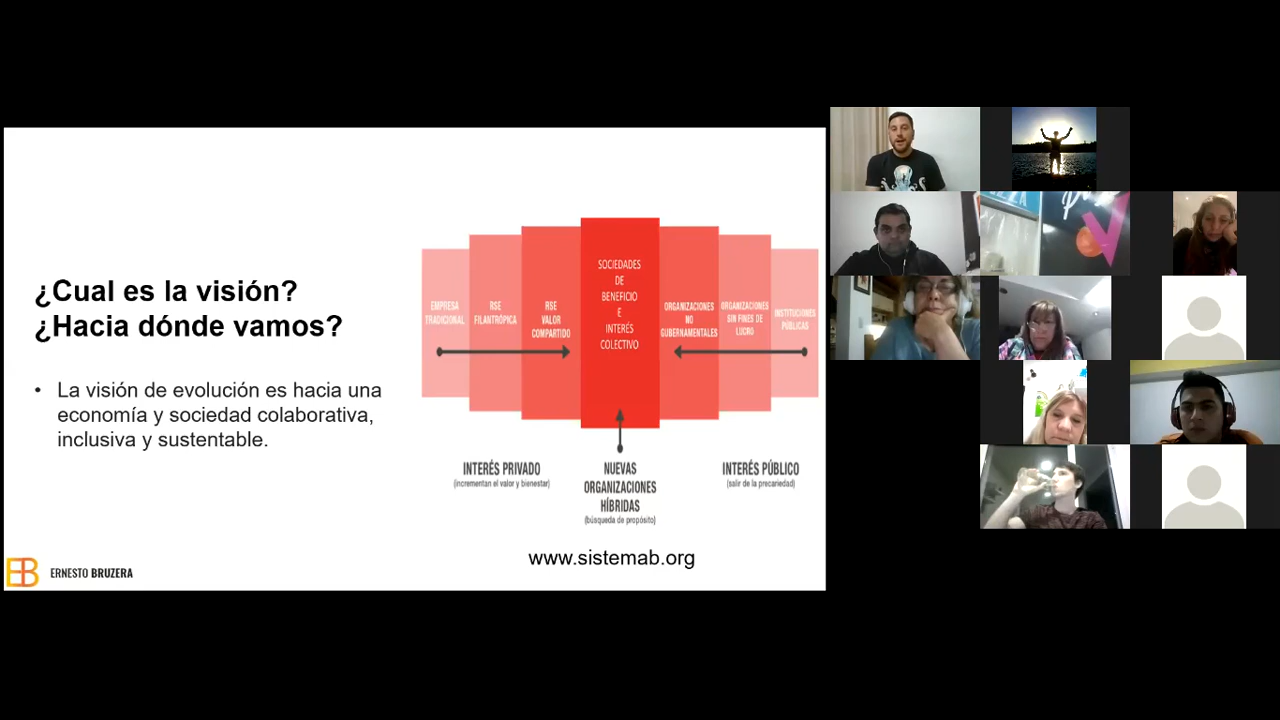 ¿Cual es la visión?
¿Hacia dónde vamos?
• La visión de evolución es hacia una
economía y sociedad colaborativa,
inclusiva y sustentable.
EMPRESA
TRADICIONAL
RSE
FILANTRÓPICA
RSE
VALOR
COMPARTIDO
SOCIEDADES
DE
BENEFICIO
E
INTERÉS
COLECTIVO
ORGANIZACIONES
NO
GUBERNAMENTALES
ORGANIZACIONES
SIN FINES DE
LUCRO
INSTITUCIONES
PÚBLICAS
INTERÉS PRIVADO
(incrementan el valor y bienestar)
NUEVAS
ORGANIZACIONES
HÍBRIDAS
(búsqueda de propósito)
INTERÉS PÚBLICO
(salir de la precariedad)
www.sistemab.org
EB ERNESTO BRUZERA